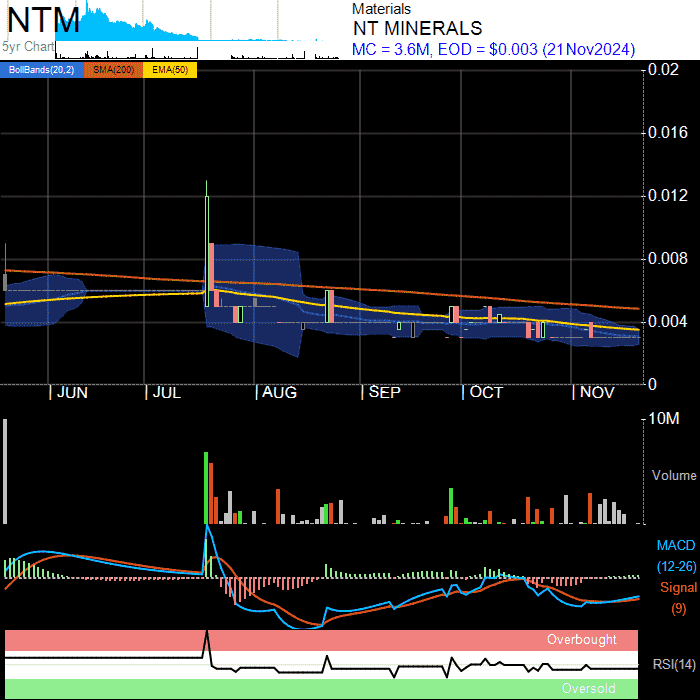 NTM
5yr Chart
Materials
NT MINERALS
MC = 3.6M, EOD = $0.003 (21Nov2024)
BollBands(20,2) SMA(200) EMA(50)
0.02
0.016
0.012
0.008
0.004
0
JUN JUL AUG SEP OCT NOV
10M
Volume
MACD
(12-26)
Signal
(9)
Overbought
RSI(14)
Oversold